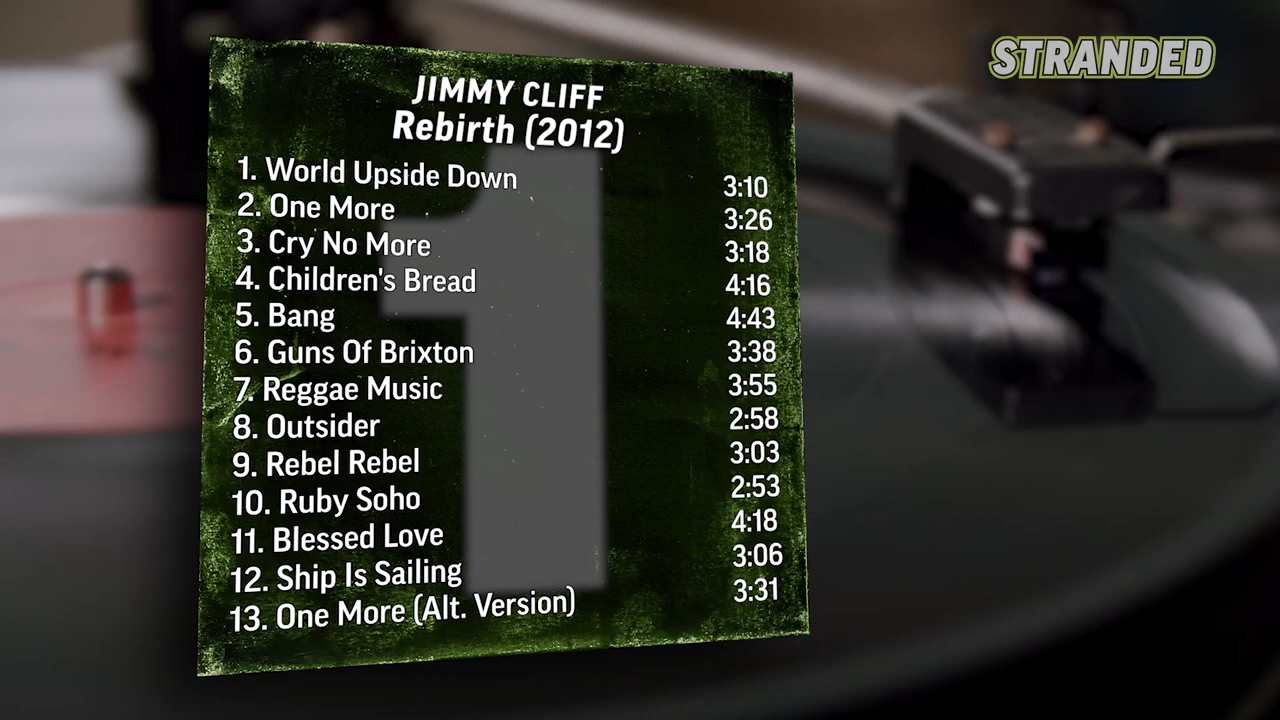 STRANDED
JIMMY CLIFF
Rebirth (2012)
1. World Upside Down 3:10
2. One More 3:26
3. Cry No More 3:18
4. Children's Bread 4:16
5. Bang 4:43
6. Guns Of Brixton 3:38
7. Reggae Music 3:55
8. Outsider 2:58
9. Rebel Rebel 3:03
10. Ruby Soho 2:53
11. Blessed Love 4:18
12. Ship Is Sailing 3:06
13. One More (Alt. Version) 3:31
1